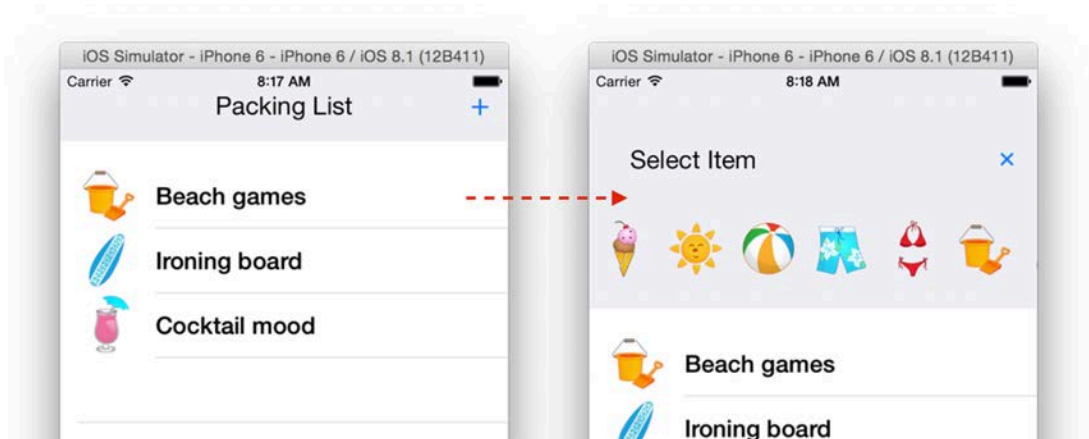 iOS Simulator - iPhone 6 - iPhone 6 / iOS 8.1 (12B411)
Carrier 8:17 AM
Packing List +
Beach games
Ironing board
Cocktail mood
iOS Simulator - iPhone 6 - iPhone 6 / iOS 8.1 (12B411)
Carrier 8:18 AM
Select Item ×
Beach games
Ironing board